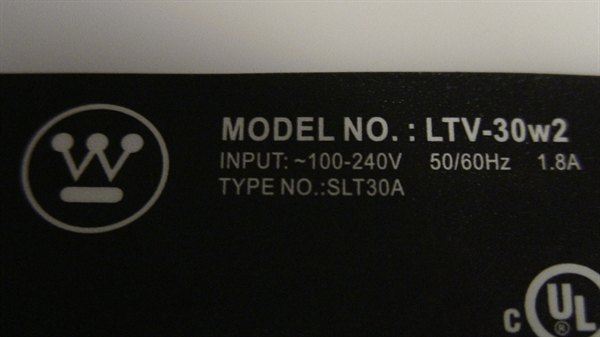 W
MODEL NO. : LTV-30w2
INPUT: ~100-240V 50/60Hz 1.8A
TYPE NO.:SLT30A
C UL ®